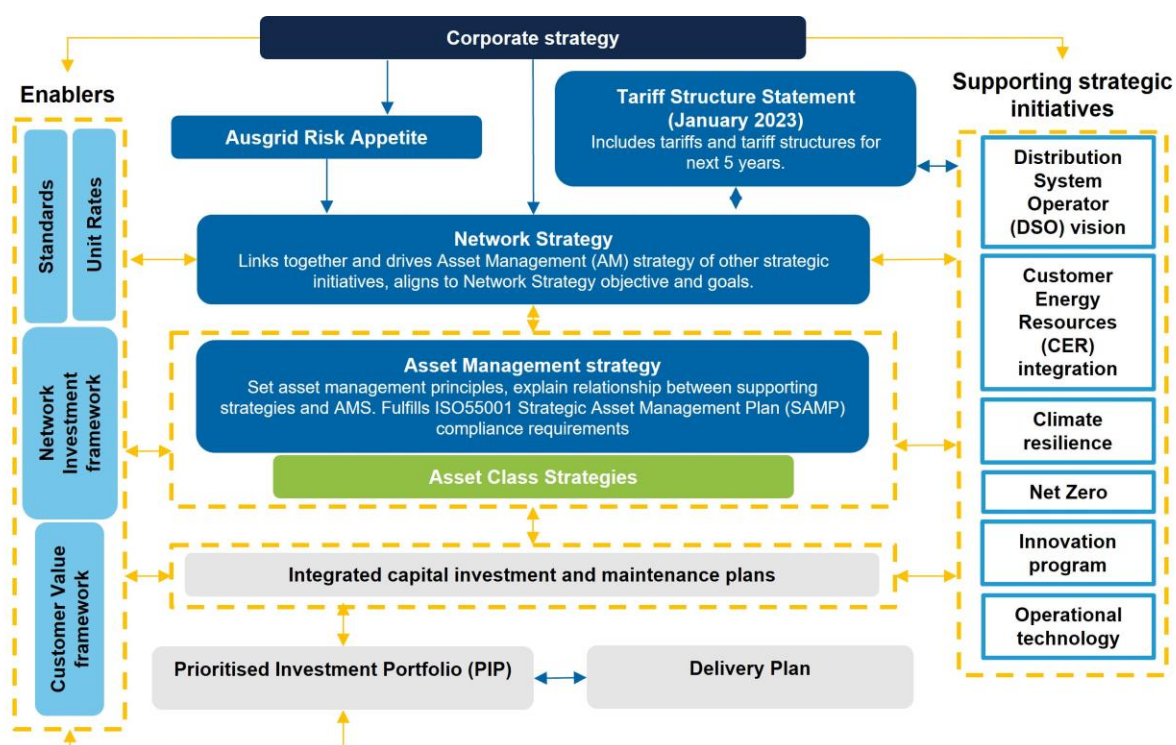 Corporate strategy
Enablers
Standards
Unit Rates
Network
Investment
framework
Customer Value
framework
Ausgrid Risk Appetite
Tariff Structure Statement
(January 2023)
Includes tariffs and tariff structures for
next 5 years.
Network Strategy
Links together and drives Asset Management (AM) strategy of other strategic
initiatives, aligns to Network Strategy objective and goals.
Asset Management strategy
Set asset management principles, explain relationship between supporting
strategies and AMS. Fulfills ISO55001 Strategic Asset Management Plan (SAMP)
compliance requirements
Asset Class Strategies
Integrated capital investment and maintenance plans
Prioritised Investment Portfolio (PIP)
Delivery Plan
Supporting strategic
initiatives
Distribution
System
Operator
(DSO) vision
Customer
Energy
Resources
(CER)
integration
Climate
resilience
Net Zero
Innovation
program
Operational
technology